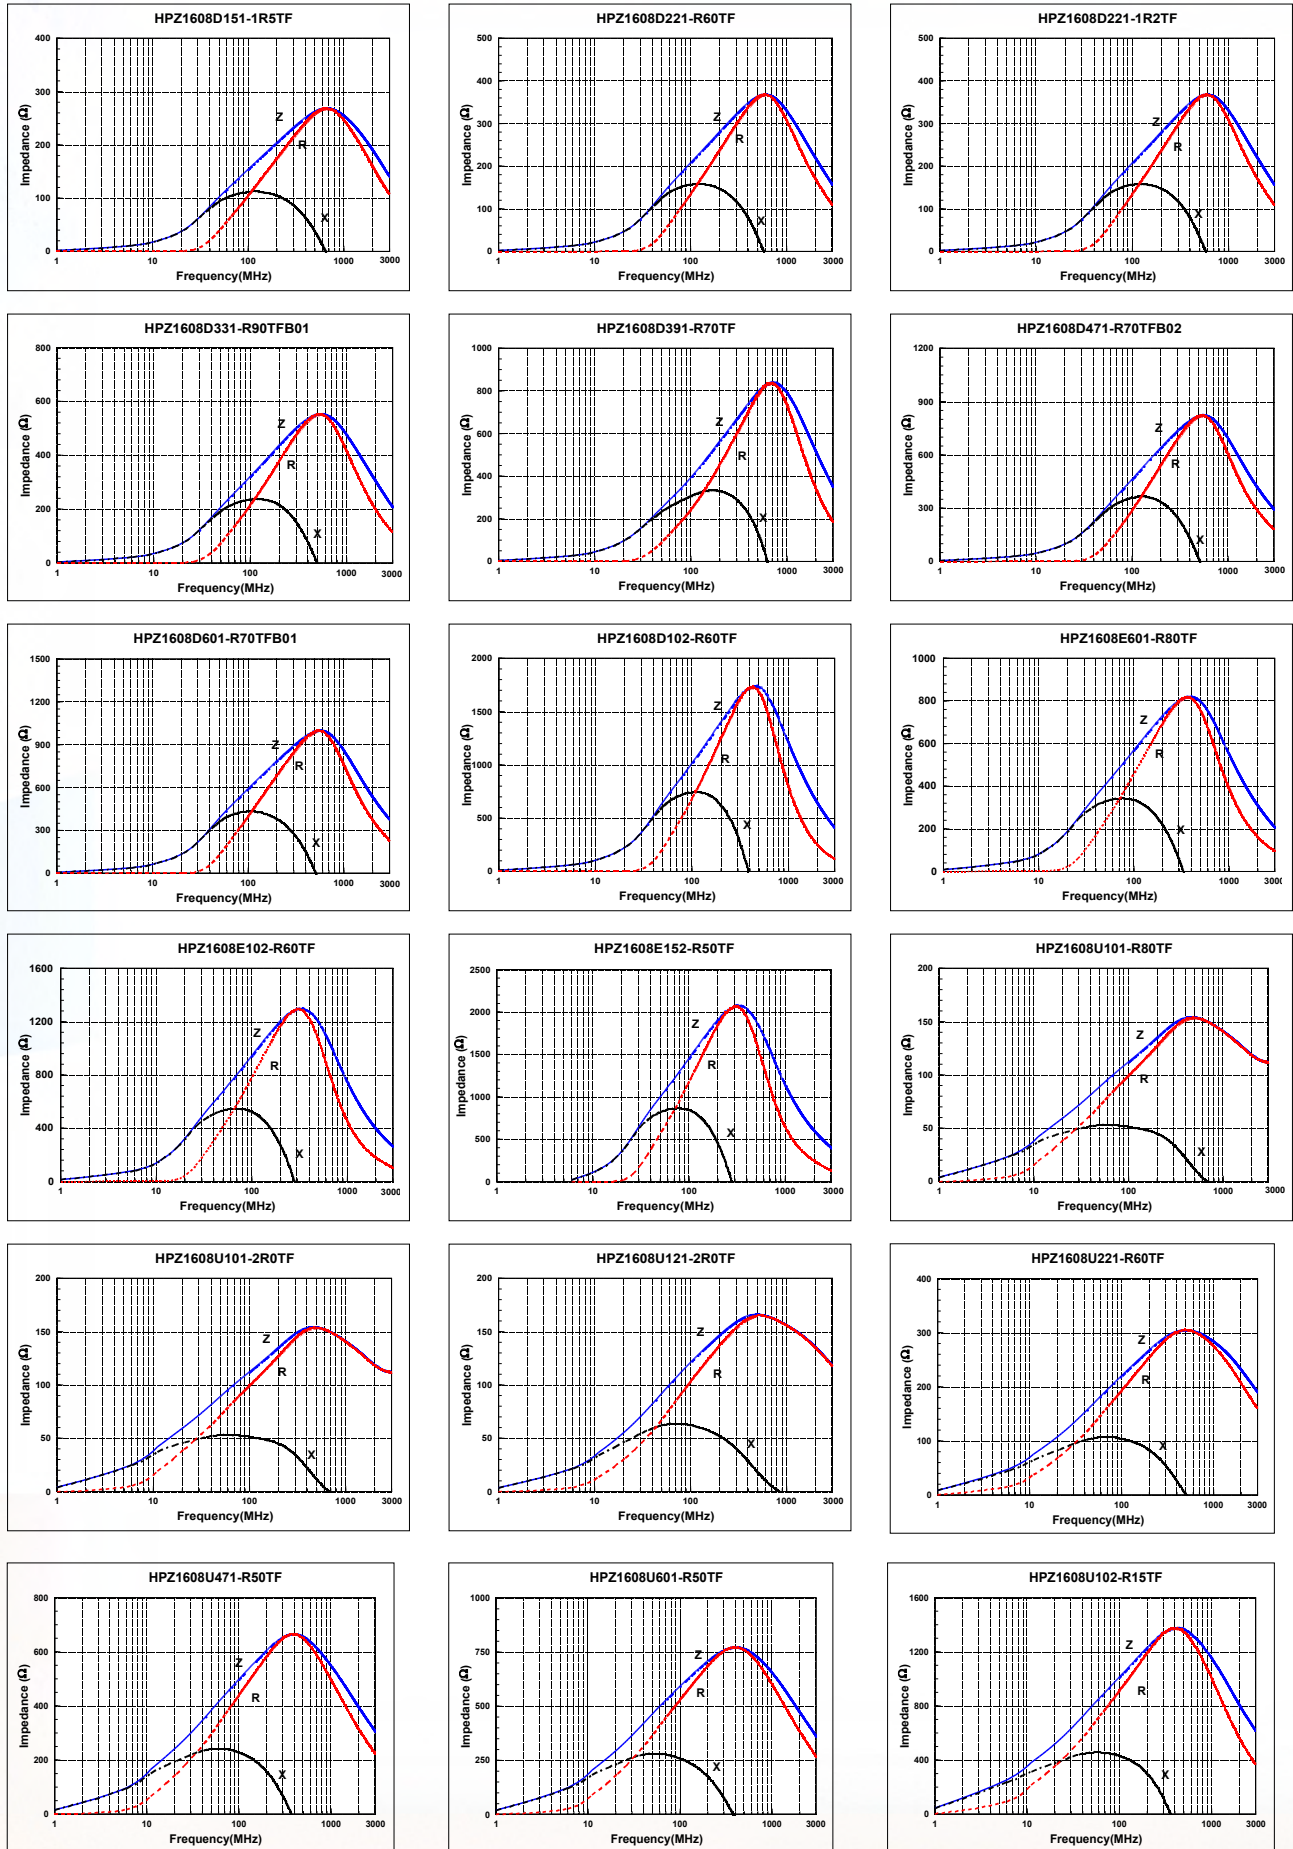 HPZ1608D151-1R5TF
400
300
200
100
0
Impedance (Ω)
Z
R
X
1 10 100 1000 3000
Frequency(MHz)
HPZ1608D221-R60TF
500
400
300
200
100
0
Impedance (Ω)
Z
R
X
1 10 100 1000 3000
Frequency(MHz)
HPZ1608D221-1R2TF
500
400
300
200
100
0
Impedance (Ω)
Z
R
X
1 10 100 1000 3000
Frequency(MHz)
HPZ1608D331-R90TFB01
800
600
400
200
0
Impedance (Ω)
Z
R
X
1 10 100 1000 3000
Frequency(MHz)
HPZ1608D391-R70TF
1000
800
600
400
200
0
Impedance (Ω)
Z
R
X
1 10 100 1000 3000
Frequency(MHz)
HPZ1608D471-R70TFB02
1200
900
600
300
0
Impedance (Ω)
Z
R
X
1 10 100 1000 3000
Frequency(MHz)
HPZ1608D601-R70TFB01
1500
1200
900
600
300
0
Impedance (Ω)
Z
R
X
1 10 100 1000 3000
Frequency(MHz)
HPZ1608D102-R60TF
2000
1500
1000
500
0
Impedance (Ω)
Z
R
X
1 10 100 1000 3000
Frequency(MHz)
HPZ1608E601-R80TF
1000
800
600
400
200
0
Impedance (Ω)
Z
R
X
1 10 100 1000 3000
Frequency(MHz)
HPZ1608E102-R60TF
1600
1200
800
400
0
Impedance (Ω)
Z
R
X
1 10 100 1000 3000
Frequency(MHz)
HPZ1608E152-R50TF
2500
2000
1500
1000
500
0
Impedance (Ω)
Z
R
X
1 10 100 1000 3000
Frequency(MHz)
HPZ1608U101-R80TF
200
150
100
50
0
Impedance (Ω)
Z
R
X
1 10 100 1000 3000
Frequency(MHz)
HPZ1608U101-2R0TF
200
150
100
50
0
Impedance (Ω)
Z
R
X
1 10 100 1000 3000
Frequency(MHz)
HPZ1608U121-2R0TF
200
150
100
50
0
Impedance (Ω)
Z
R
X
1 10 100 1000 3000
Frequency(MHz)
HPZ1608U221-R60TF
400
300
200
100
0
Impedance (Ω)
Z
R
X
1 10 100 1000 3000
Frequency(MHz)
HPZ1608U471-R50TF
800
600
400
200
0
Impedance (Ω)
Z
R
X
1 10 100 1000 3000
Frequency(MHz)
HPZ1608U601-R50TF
1000
750
500
250
0
Impedance (Ω)
Z
R
X
1 10 100 1000 3000
Frequency(MHz)
HPZ1608U102-R15TF
1600
1200
800
400
0
Impedance (Ω)
Z
R
X
1 10 100 1000 3000
Frequency(MHz)